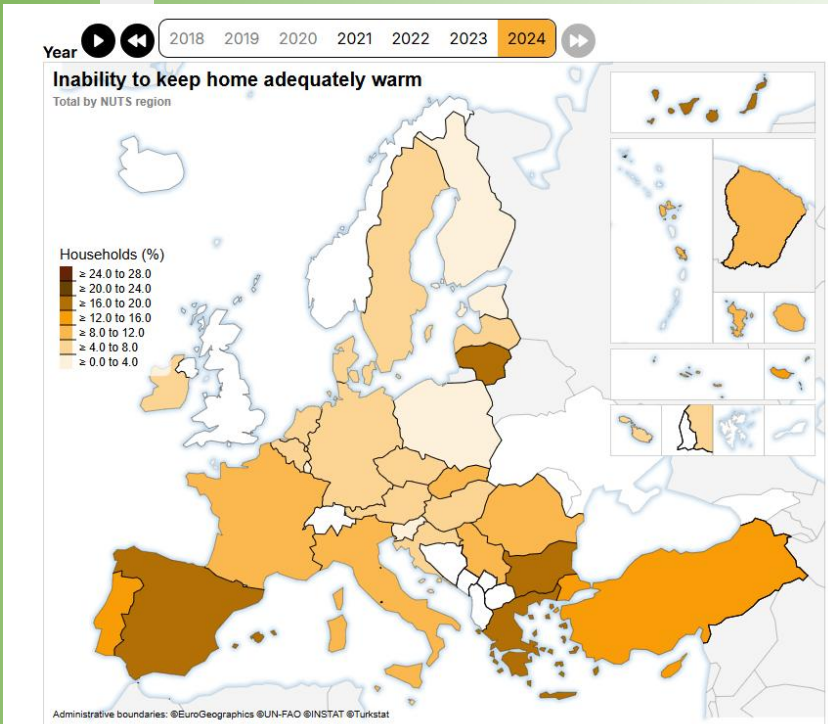 Year 2018 2019 2020 2021 2022 2023 2024
Inability to keep home adequately warm
Total by NUTS region
Households (%)
≥ 24.0 to 28.0
≥ 20.0 to 24.0
≥ 16.0 to 20.0
≥ 12.0 to 16.0
≥ 8.0 to 12.0
≥ 4.0 to 8.0
≥ 0.0 to 4.0
Administrative boundaries: ©EuroGeographics ©UN-FAO ©INSTAT ©Turkstat